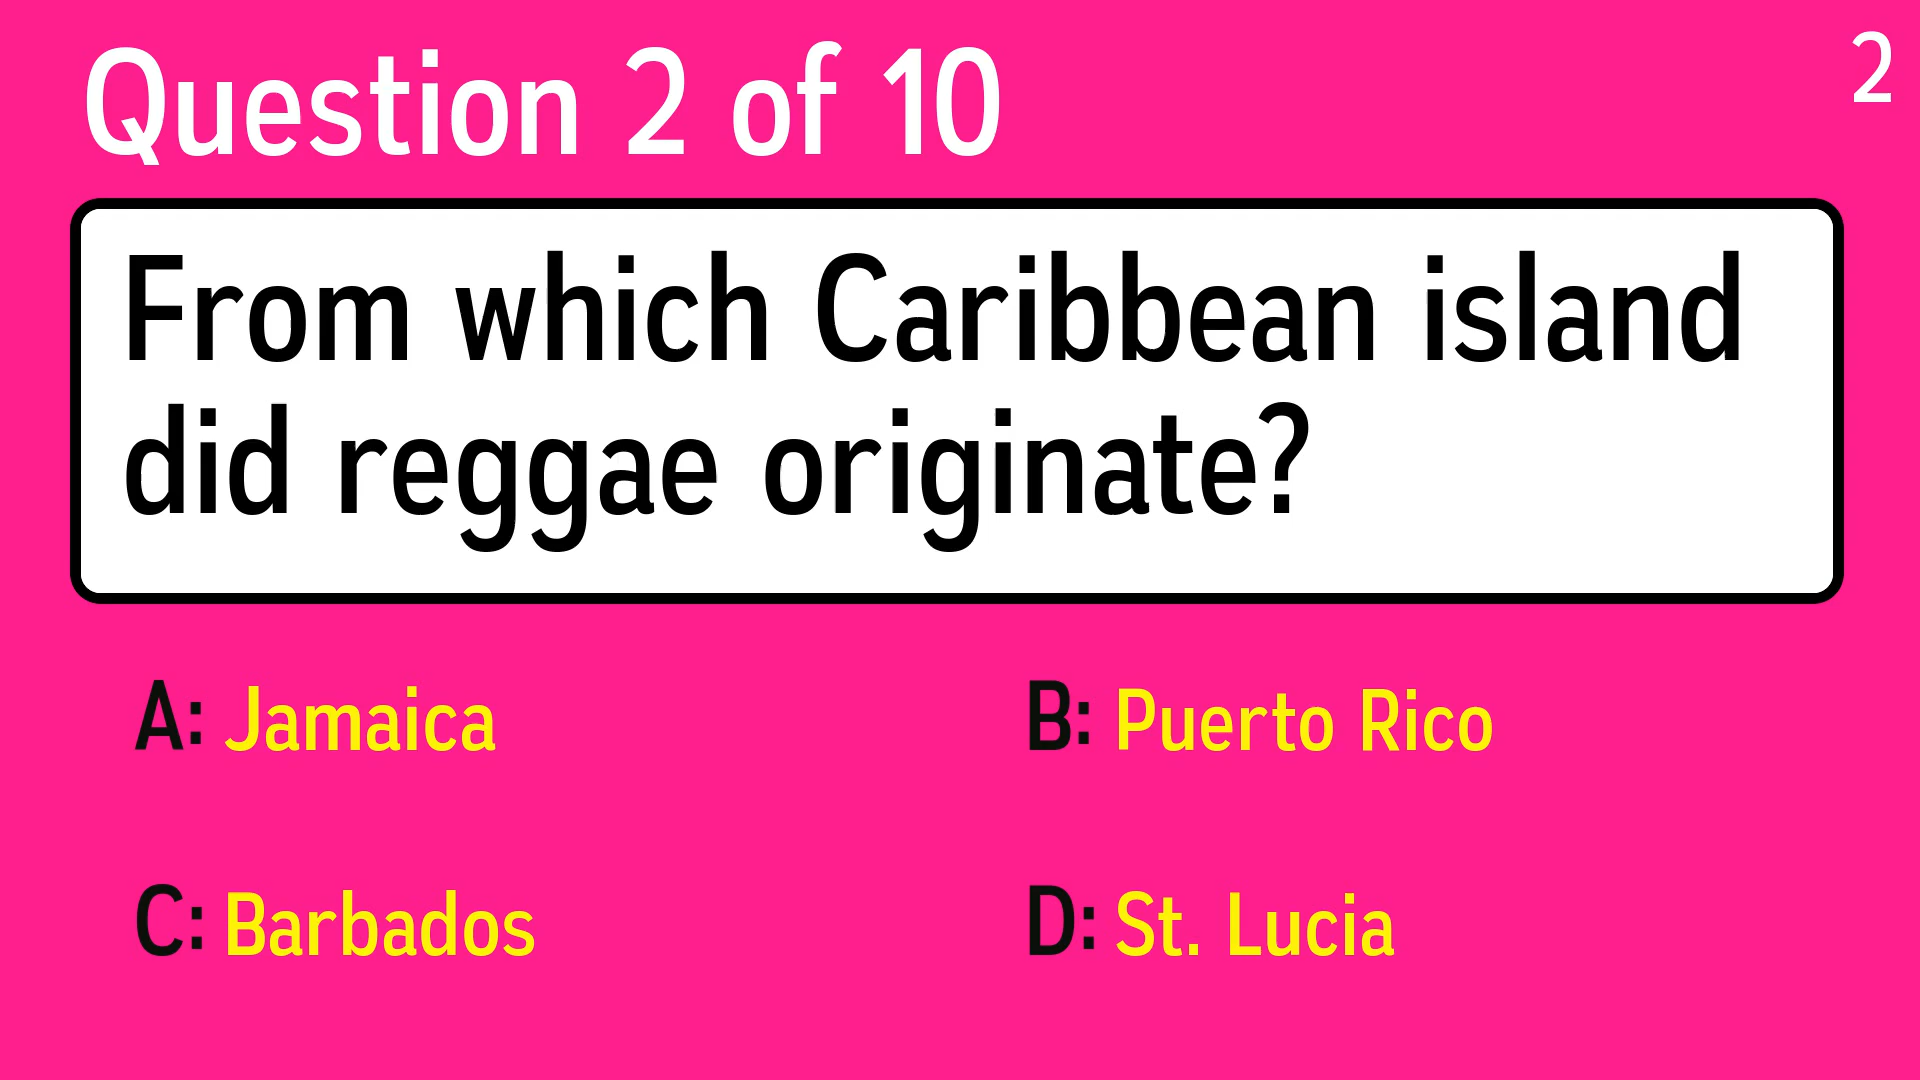 Question 2 of 10
2
From which Caribbean island
did reggae originate?
A: Jamaica
B: Puerto Rico
C: Barbados
D: St. Lucia